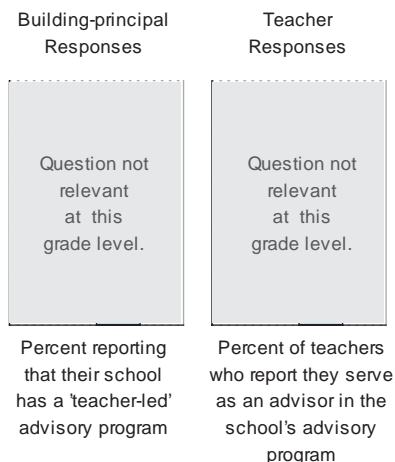 Building-principal
Responses
Teacher
Responses
Question not
relevant
at this
grade level.
Question not
relevant
at this
grade level.
Percent reporting
that their school
has a 'teacher-led'
advisory program
Percent of teachers
who report they serve
as an advisor in the
school's advisory
program